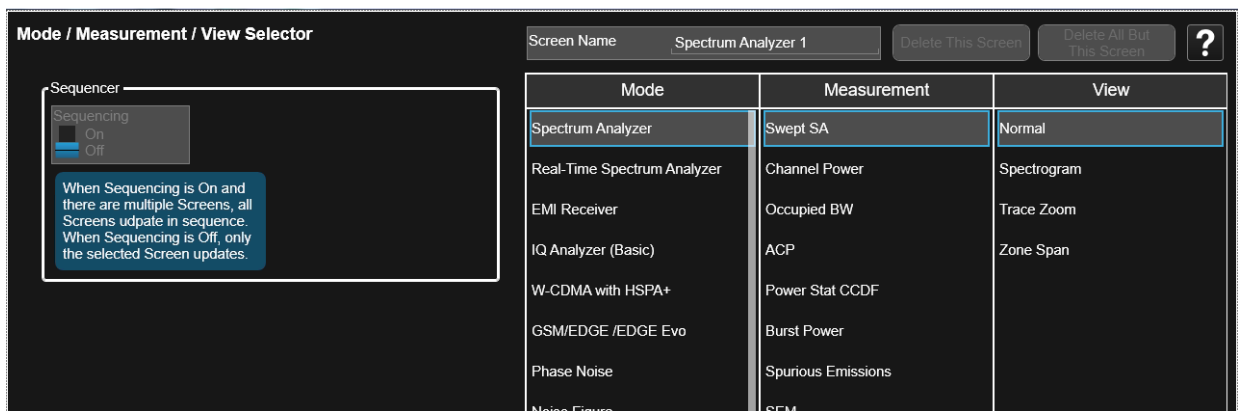 Mode / Measurement / View Selector
Screen Name
Spectrum Analyzer 1
Delete This Screen
Delete All But
This Screen
?
Sequencer
Sequencing
On
Off
When Sequencing is On and
there are multiple Screens, all
Screens udpate in sequence.
When Sequencing is Off, only
the selected Screen updates.
Mode
Spectrum Analyzer
Real-Time Spectrum Analyzer
EMI Receiver
IQ Analyzer (Basic)
W-CDMA with HSPA+
GSM/EDGE /EDGE Evo
Phase Noise
Noise Figure
Measurement
Swept SA
Channel Power
Occupied BW
ACP
Power Stat CCDF
Burst Power
Spurious Emissions
SEM
View
Normal
Spectrogram
Trace Zoom
Zone Span